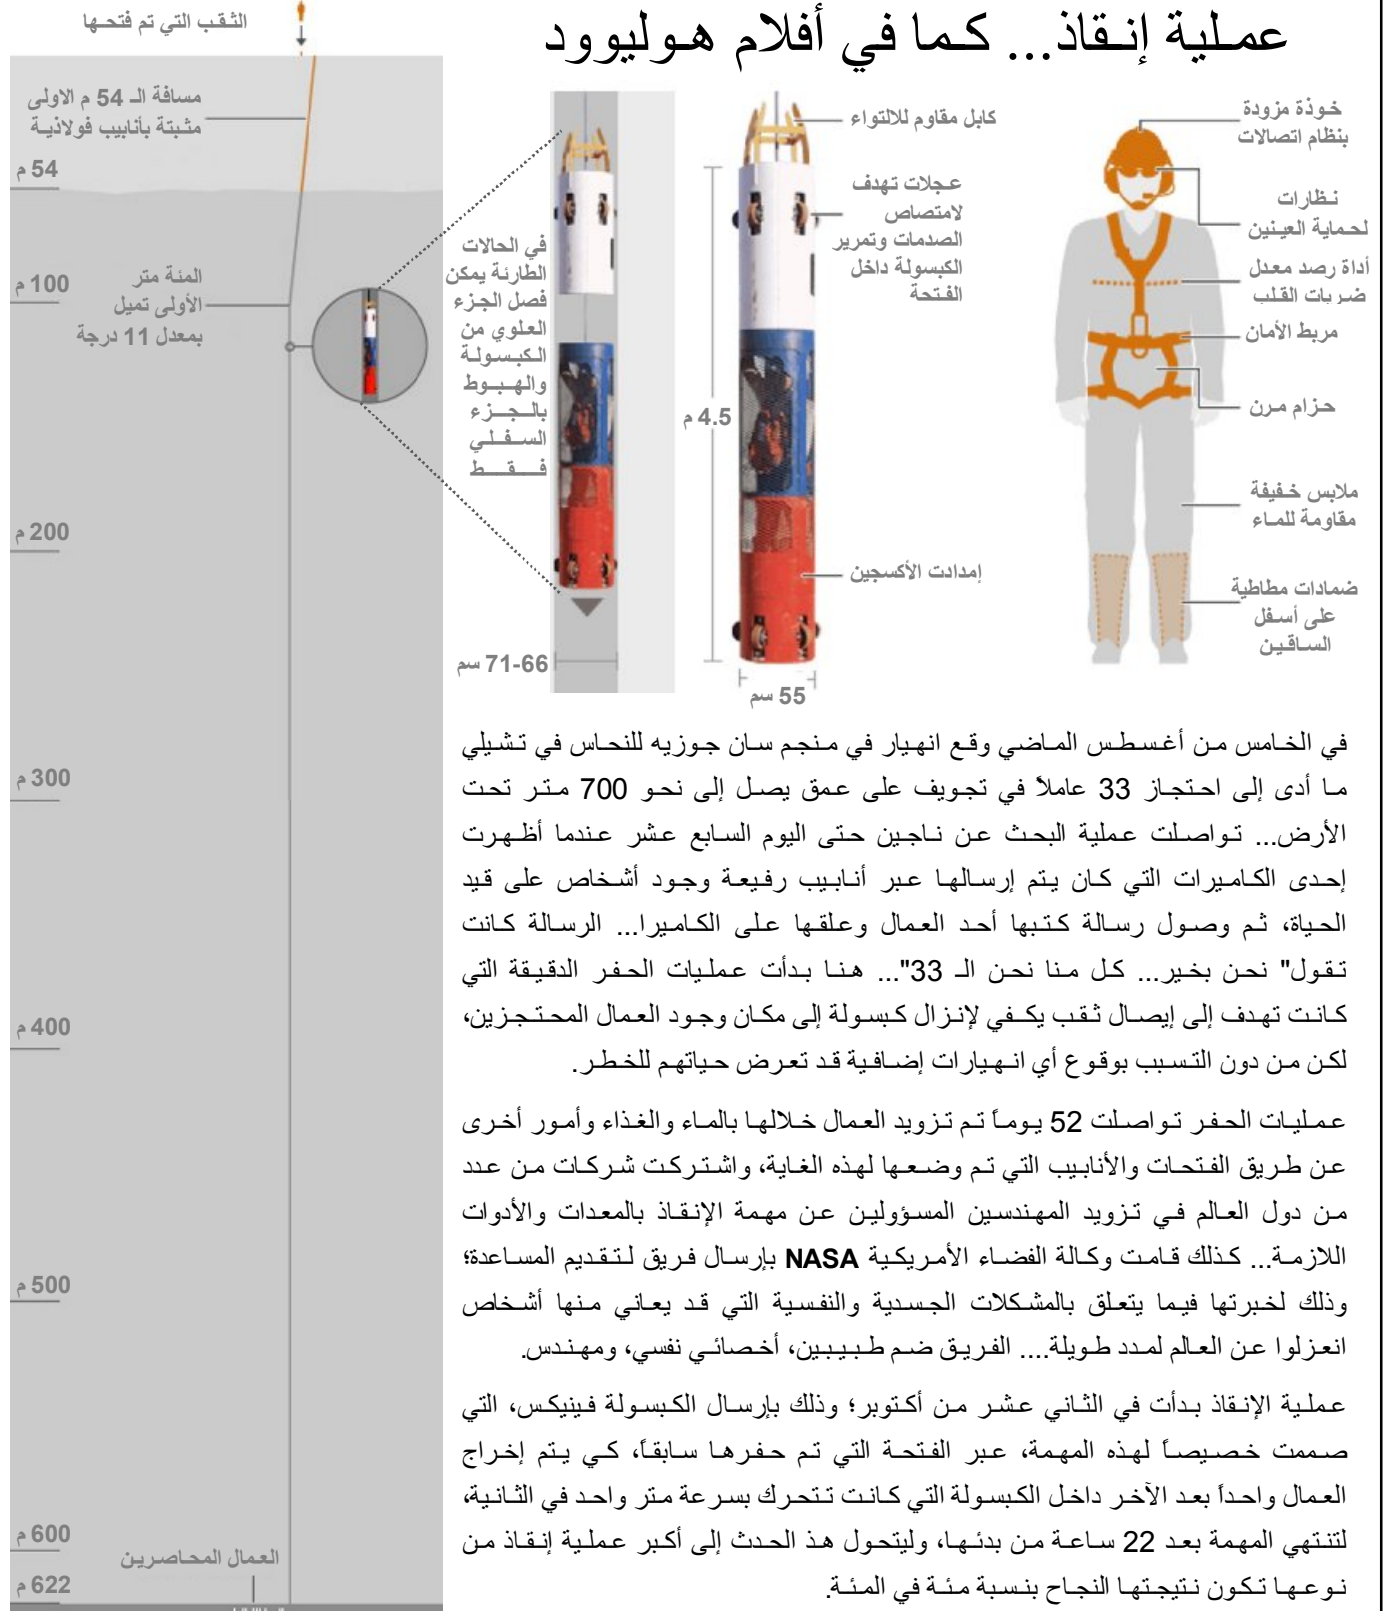 عملية إنقاذ... كما في أفلام هوليوود
الثقب التي تم فتحها
مسافة الـ 54 م الاولى
مثبتة بأنابيب فولاذية
54 م
100 م
المئة متر
الأولى تميل
بمعدل 11 درجة
200 م
300 م
400 م
500 م
600 م
العمال المحاصرين
622 م
في الحالات
الطارئة يمكن
فصل الجزء
العلوي من
الكبسولة
والهبوط
بالجزء
السفلي
فقط
71-66 سم
كابل مقاوم للالتواء
عجلات تهدف
لامتصاص
الصدمات وتمرير
الكبسولة داخل
الفتحة
4.5 م
إمدادت الأكسجين
55 سم
خوذة مزودة
بنظام اتصالات
نظارات
لحماية العينين
أداة رصد معدل
ضربات القلب
مربط الأمان
حزام مرن
ملابس خفيفة
مقاومة للماء
ضمادات مطاطية
على أسفل
الساقين
في الخامس من أغسطس الماضي وقع انهيار في منجم سان جوزيه للنحاس في تشيلي
ما أدى إلى احتجاز 33 عاملاً في تجويف على عمق يصل إلى نحو 700 متر تحت
الأرض... تواصلت عملية البحث عن ناجين حتى اليوم السابع عشر عندما أظهرت
إحدى الكاميرات التي كان يتم إرسالها عبر أنابيب رفيعة وجود أشخاص على قيد
الحياة، ثم وصول رسالة كتبها أحد العمال وعلقها على الكاميرا... الرسالة كانت
تقول" نحن بخير... كل منا نحن الـ 33"... هنا بدأت عمليات الحفر الدقيقة التي
كانت تهدف إلى إيصال ثقب يكفي لإنزال كبسولة إلى مكان وجود العمال المحتجزين،
لكن من دون التسبب بوقوع أي انهيارات إضافية قد تعرض حياتهم للخطر.
عمليات الحفر تواصلت 52 يوماً تم تزويد العمال خلالها بالماء والغذاء وأمور أخرى
عن طريق الفتحات والأنابيب التي تم وضعها لهذه الغاية، واشتركت شركات من عدد
من دول العالم في تزويد المهندسين المسؤولين عن مهمة الإنقاذ بالمعدات والأدوات
اللازمة... كذلك قامت وكالة الفضاء الأمريكية NASA بإرسال فريق لتقديم المساعدة؛
وذلك لخبرتها فيما يتعلق بالمشكلات الجسدية والنفسية التي قد يعاني منها أشخاص
انعزلوا عن العالم لمدد طويلة.... الفريق ضم طبيبين، أخصائي نفسي، ومهندس.
عملية الإنقاذ بدأت في الثاني عشر من أكتوبر؛ وذلك بإرسال الكبسولة فينيكس، التي
صممت خصيصاً لهذه المهمة، عبر الفتحة التي تم حفرها سابقاً، كي يتم إخراج
العمال واحداً بعد الآخر داخل الكبسولة التي كانت تتحرك بسرعة متر واحد في الثانية،
لتنتهي المهمة بعد 22 ساعة من بدئها، وليتحول هذ الحدث إلى أكبر عملية إنقاذ من
نوعها تكون نتيجتها النجاح بنسبة مئة في المئة.